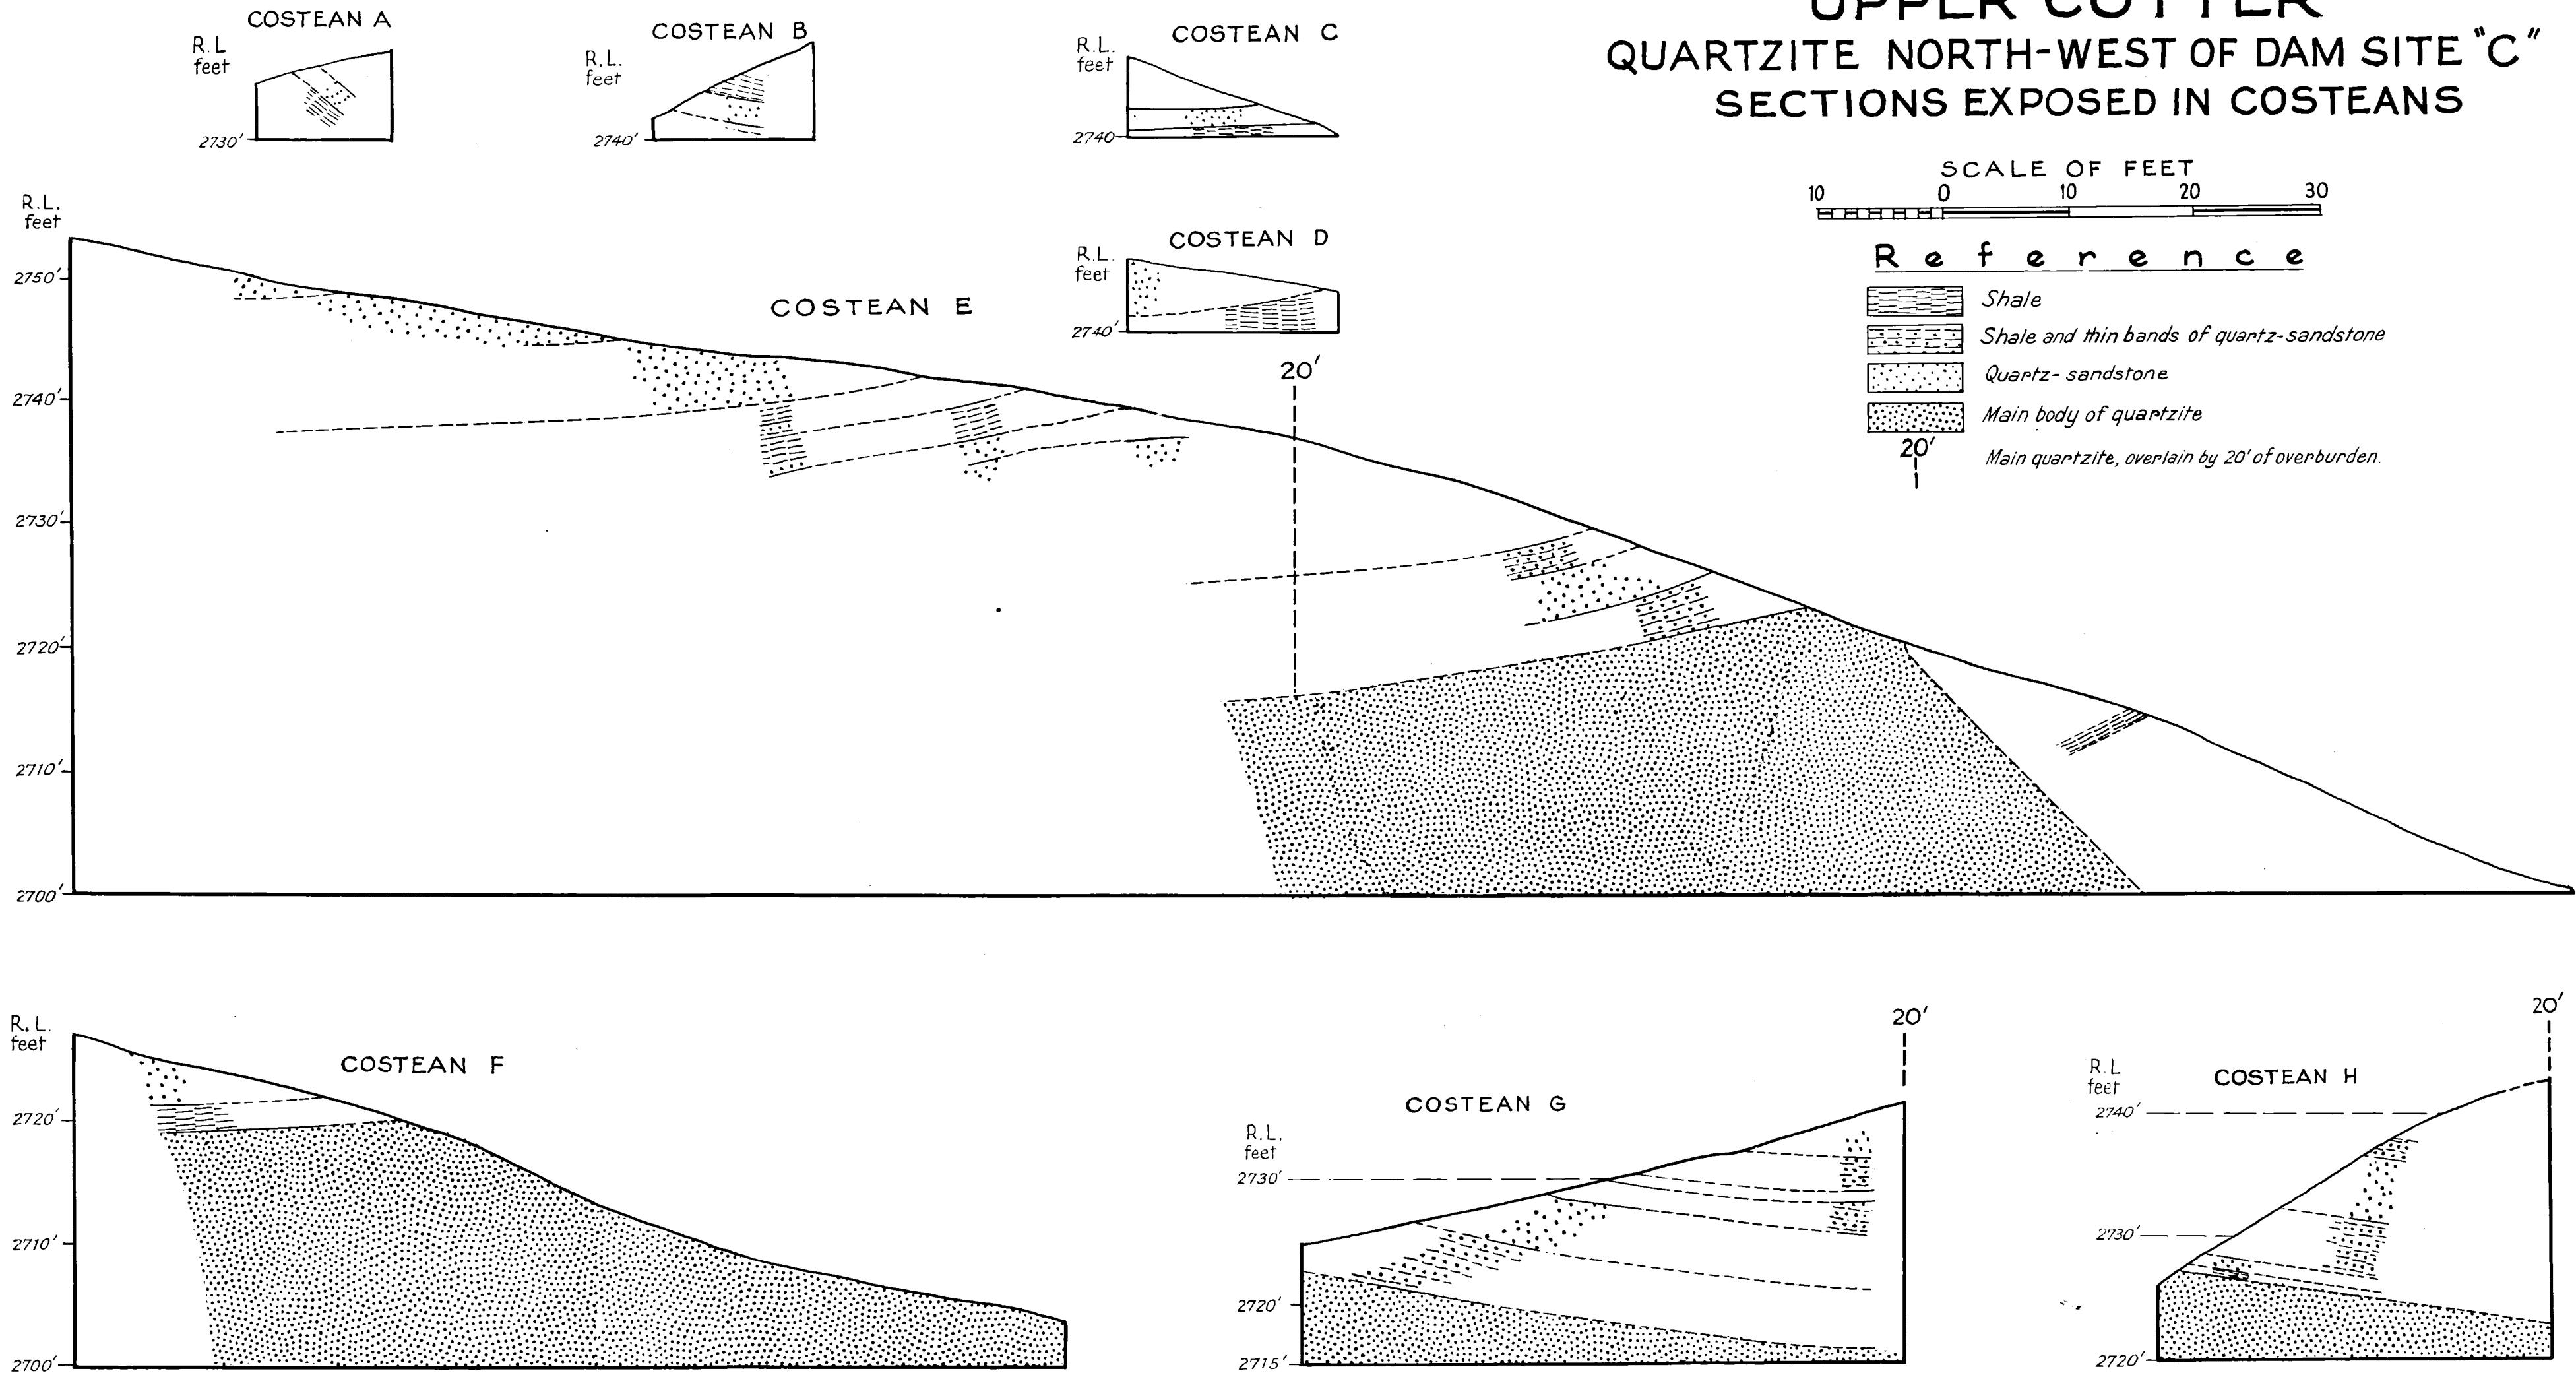 UPPER COTTER
QUARTZITE NORTH-WEST OF DAM SITE "C"
SECTIONS EXPOSED IN COSTEANS
SCALE OF FEET
10 0 10 20 30
Reference
Shale
Shale and thin bands of quartz-sandstone
Quartz-sandstone
Main body of quartzite
20'
Main quartzite, overlain by 20' of overburden.
COSTEAN A
R.L
feet
2730'
COSTEAN B
R.L.
feet
2740'
COSTEAN C
R.L.
feet
2740
COSTEAN D
R.L.
feet
2740'
COSTEAN E
R.L.
feet
2750'
2740'
2730'
2720'
2710'
2700'
20'
COSTEAN F
R.L.
feet
2720'
2710'
2700'
COSTEAN G
R.L.
feet
2730'
2720'
2715'
20'
COSTEAN H
R.L
feet
2740'
2730'
2720'
20'